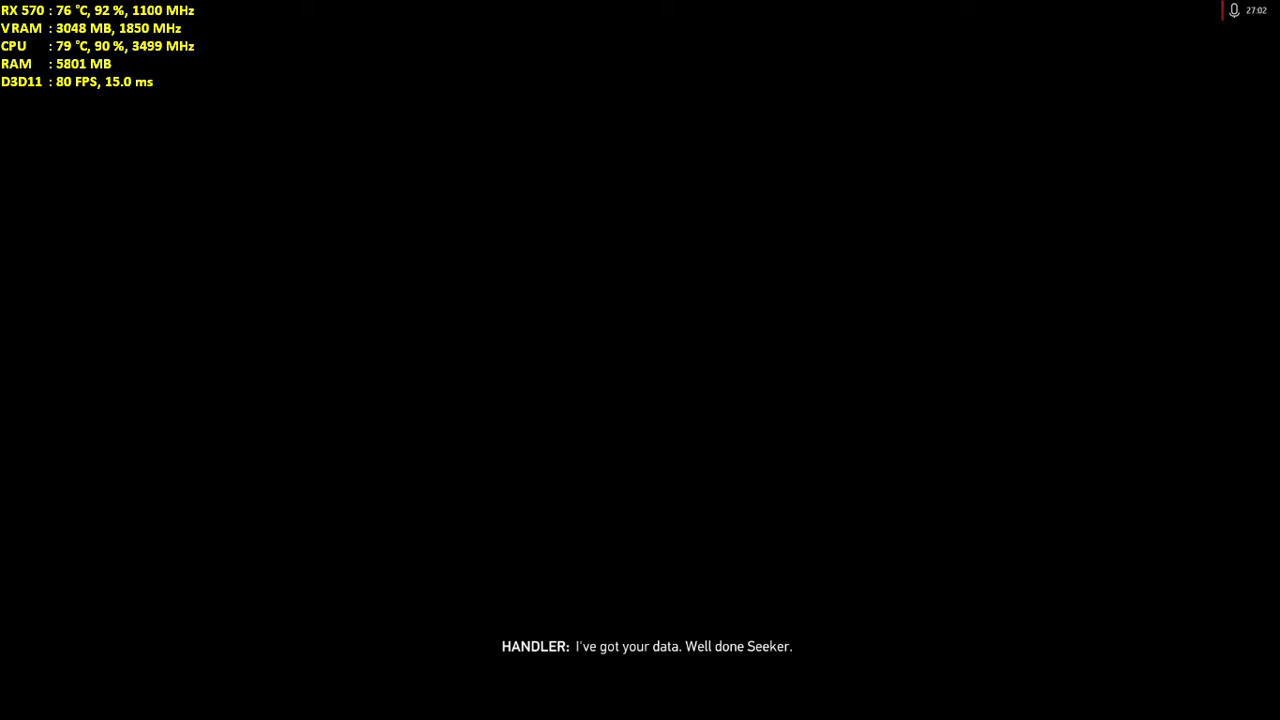 RX 570 : 76 °C, 92 %, 1100 MHz
27:02
VRAM : 3048 MB, 1850 MHz
CPU : 79 °C, 90 %, 3499 MHz
RAM : 5801 MB
D3D11 : 80 FPS, 15.0 ms
HANDLER: I've got your data. Well done Seeker.